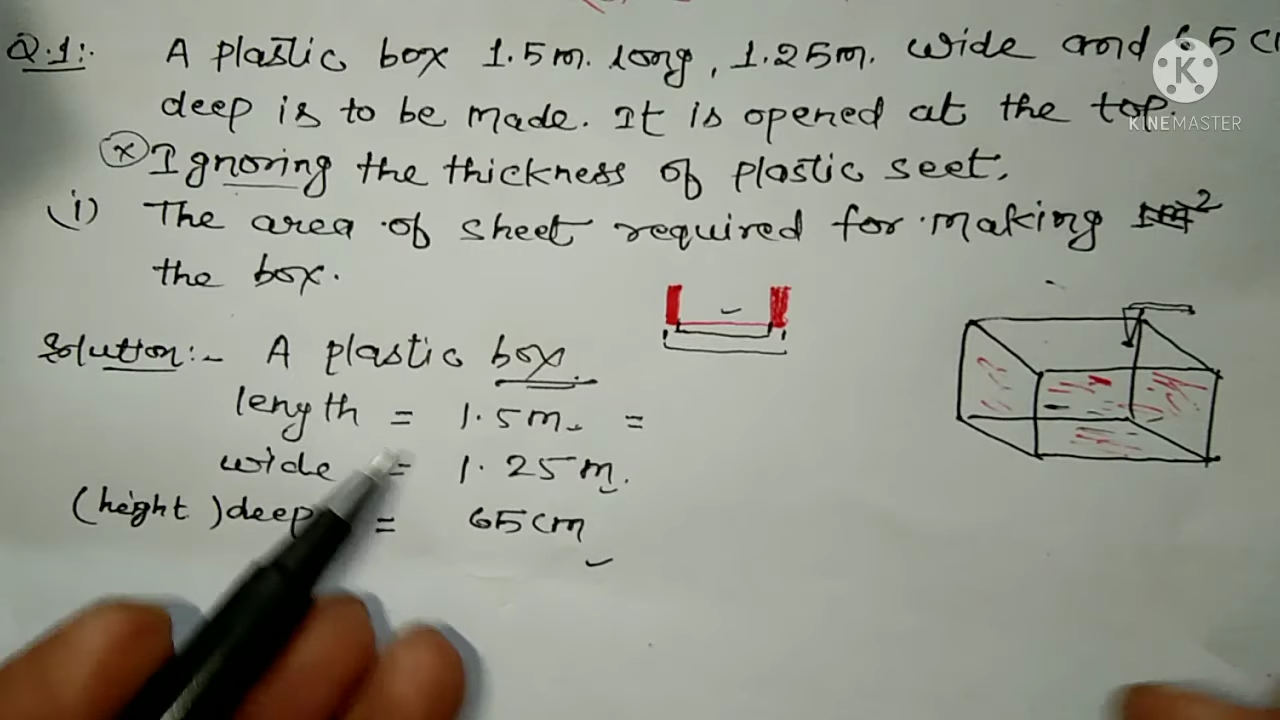 Q.1:. A plastic box 1.5m. long, 1.25m. wide and 65 c
deep is to be made. It is opened at the top.
KINEMASTER
(x) Ignoring the thickness of plastic seet.
(i) The area of sheet required for making
the box.
Solution:- A plastic box.
length = 1.5m. =
wide = 1.25m.
(height) deep = 65cm